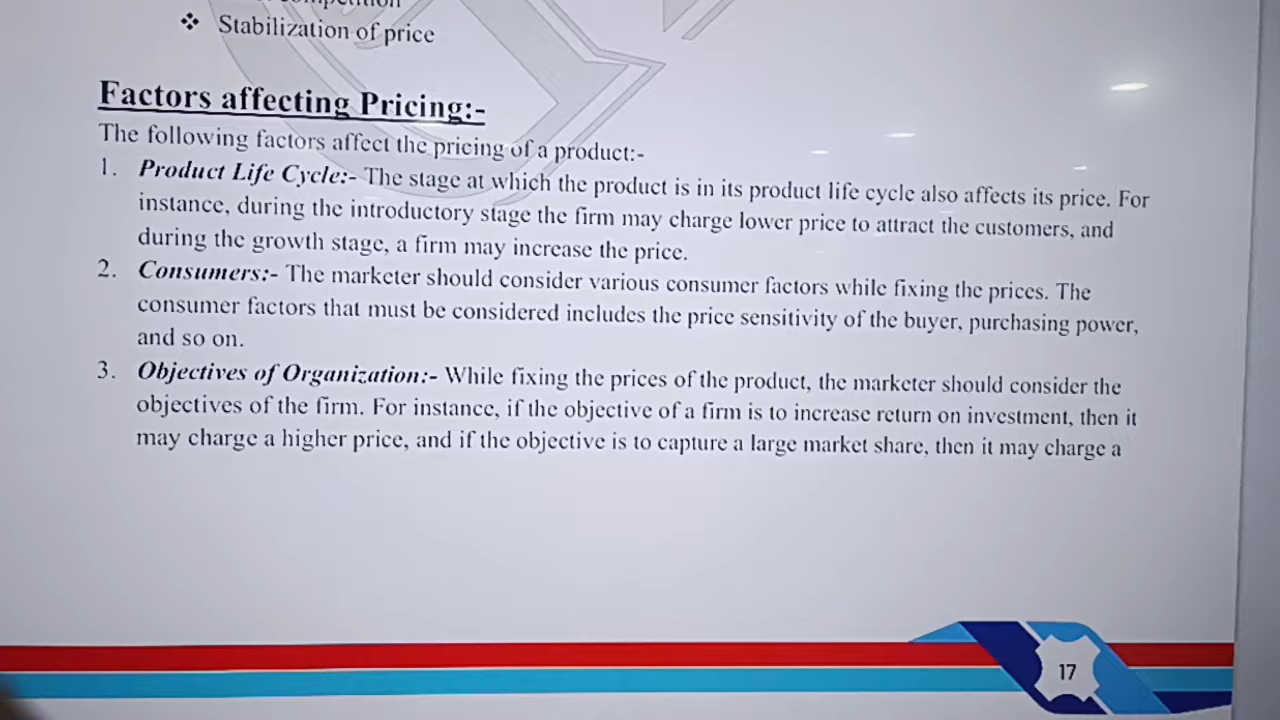 ❖ Stabilization of price
Factors affecting Pricing:-
The following factors affect the pricing of a product:-
1. Product Life Cycle:- The stage at which the product is in its product life cycle also affects its price. For
instance, during the introductory stage the firm may charge lower price to attract the customers, and
during the growth stage, a firm may increase the price.
2. Consumers:- The marketer should consider various consumer factors while fixing the prices. The
consumer factors that must be considered includes the price sensitivity of the buyer, purchasing power,
and so on.
3. Objectives of Organization:- While fixing the prices of the product, the marketer should consider the
objectives of the firm. For instance, if the objective of a firm is to increase return on investment, then it
may charge a higher price, and if the objective is to capture a large market share, then it may charge a
17